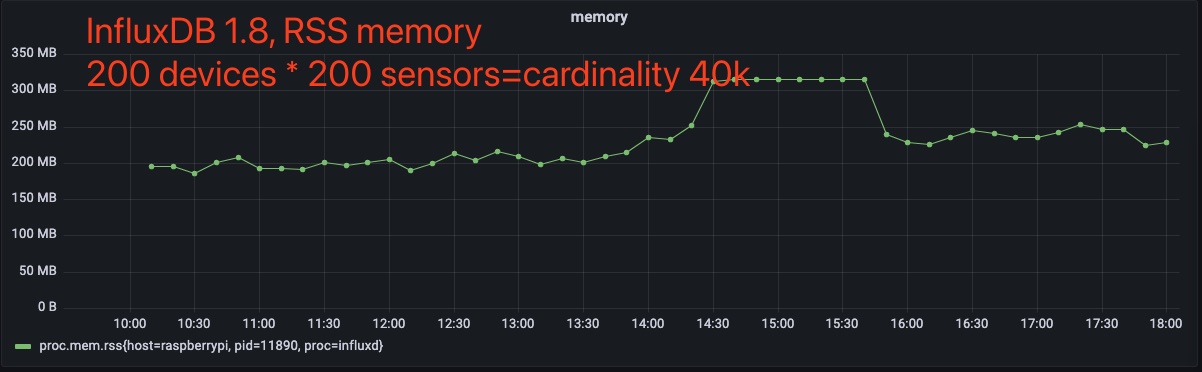 memory
InfluxDB 1.8, RSS memory
200 devices * 200 sensors=cardinality 40k
350 MB
300 MB
250 MB
200 MB
150 MB
100 MB
50 MB
0 B
10:00 10:30 11:00 11:30 12:00 12:30 13:00 13:30 14:00 14:30 15:00 15:30 16:00 16:30 17:00 17:30 18:00
proc.mem.rss{host=raspberrypi, pid=11890, proc=influxd}